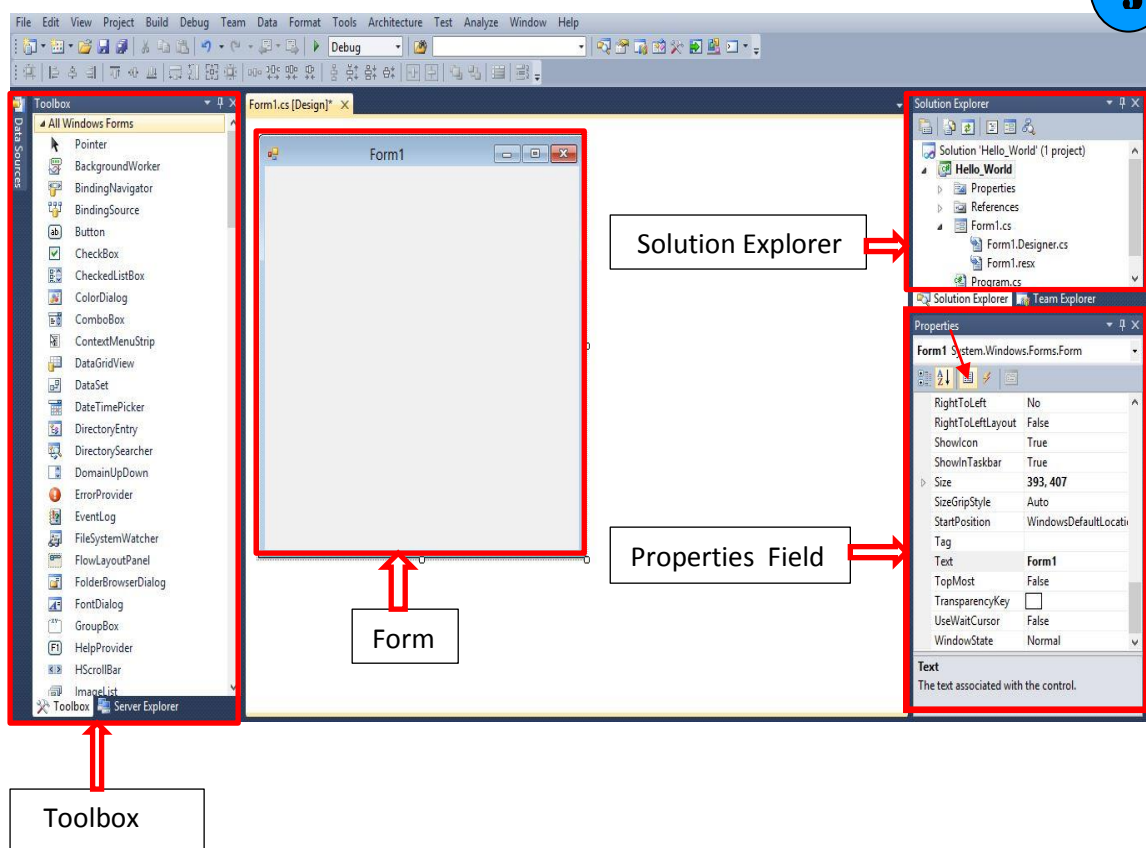 File Edit View Project Build Debug Team Data Format Tools Architecture Test Analyze Window Help
Debug
Data Sources
Toolbox
All Windows Forms
Pointer
BackgroundWorker
BindingNavigator
BindingSource
Button
CheckBox
CheckedListBox
ColorDialog
ComboBox
ContextMenuStrip
DataGridView
DataSet
DateTimePicker
DirectoryEntry
DirectorySearcher
DomainUpDown
ErrorProvider
EventLog
FileSystemWatcher
FlowLayoutPanel
FolderBrowserDialog
FontDialog
GroupBox
HelpProvider
HScrollBar
ImageList
Toolbox Server Explorer
Toolbox
Form1.cs [Design]*
Form1
Form
Solution Explorer
Properties Field
Solution Explorer
Solution 'Hello_World' (1 project)
Hello_World
Properties
References
Form1.cs
Form1.Designer.cs
Form1.resx
Program.cs
Solution Explorer Team Explorer
Properties
Form1 System.Windows.Forms.Form
RightToLeft No
RightToLeftLayout False
ShowIcon True
ShowInTaskbar True
Size 393, 407
SizeGripStyle Auto
StartPosition WindowsDefaultLocati
Tag
Text Form1
TopMost False
TransparencyKey
UseWaitCursor False
WindowState Normal
Text
The text associated with the control.